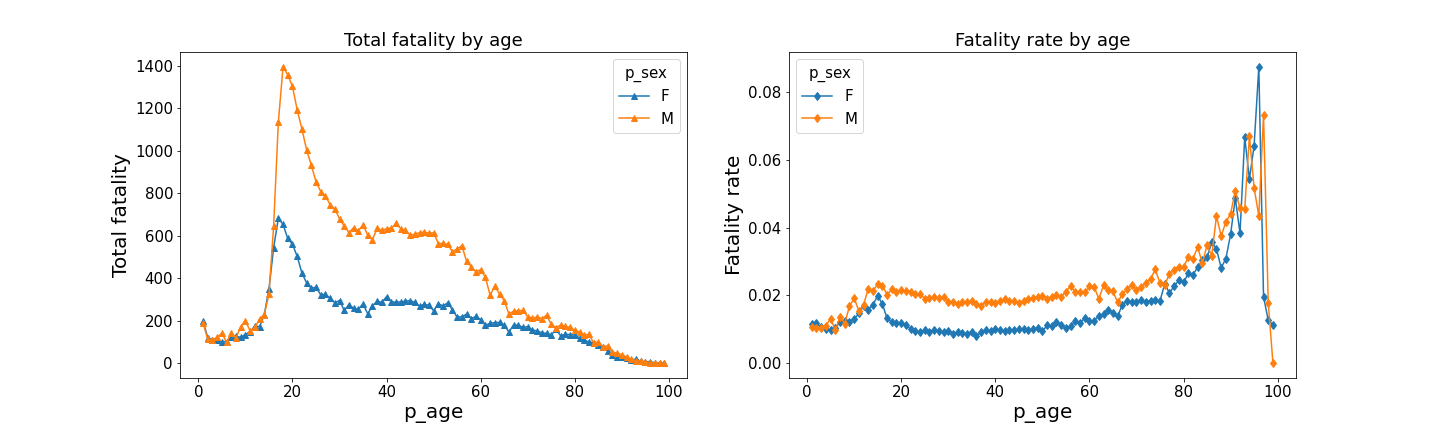 Total fatality by age
Total fatality
1400
1200
1000
800
600
400
200
0
0 20 40 60 80 100
p_age
p_sex
F
M
Fatality rate by age
Fatality rate
0.08
0.06
0.04
0.02
0.00
0 20 40 60 80 100
p_age
p_sex
F
M